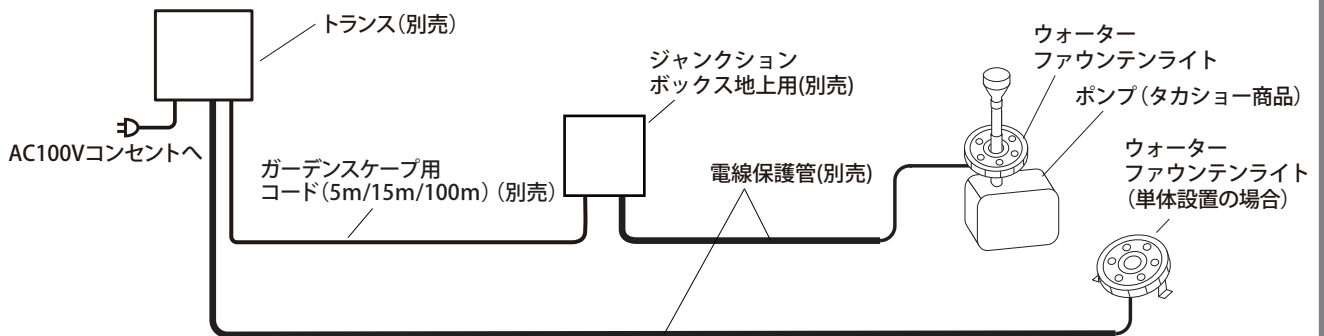 トランス(別売)
AC100Vコンセントへ
ガーデンスケープ用
コード(5m/15m/100m) (別売)
ジャンクション
ボックス地上用(別売)
電線保護管(別売)
ウォーター
ファウンテンライト
ポンプ(タカショー商品)
ウォーター
ファウンテンライト
(単体設置の場合)